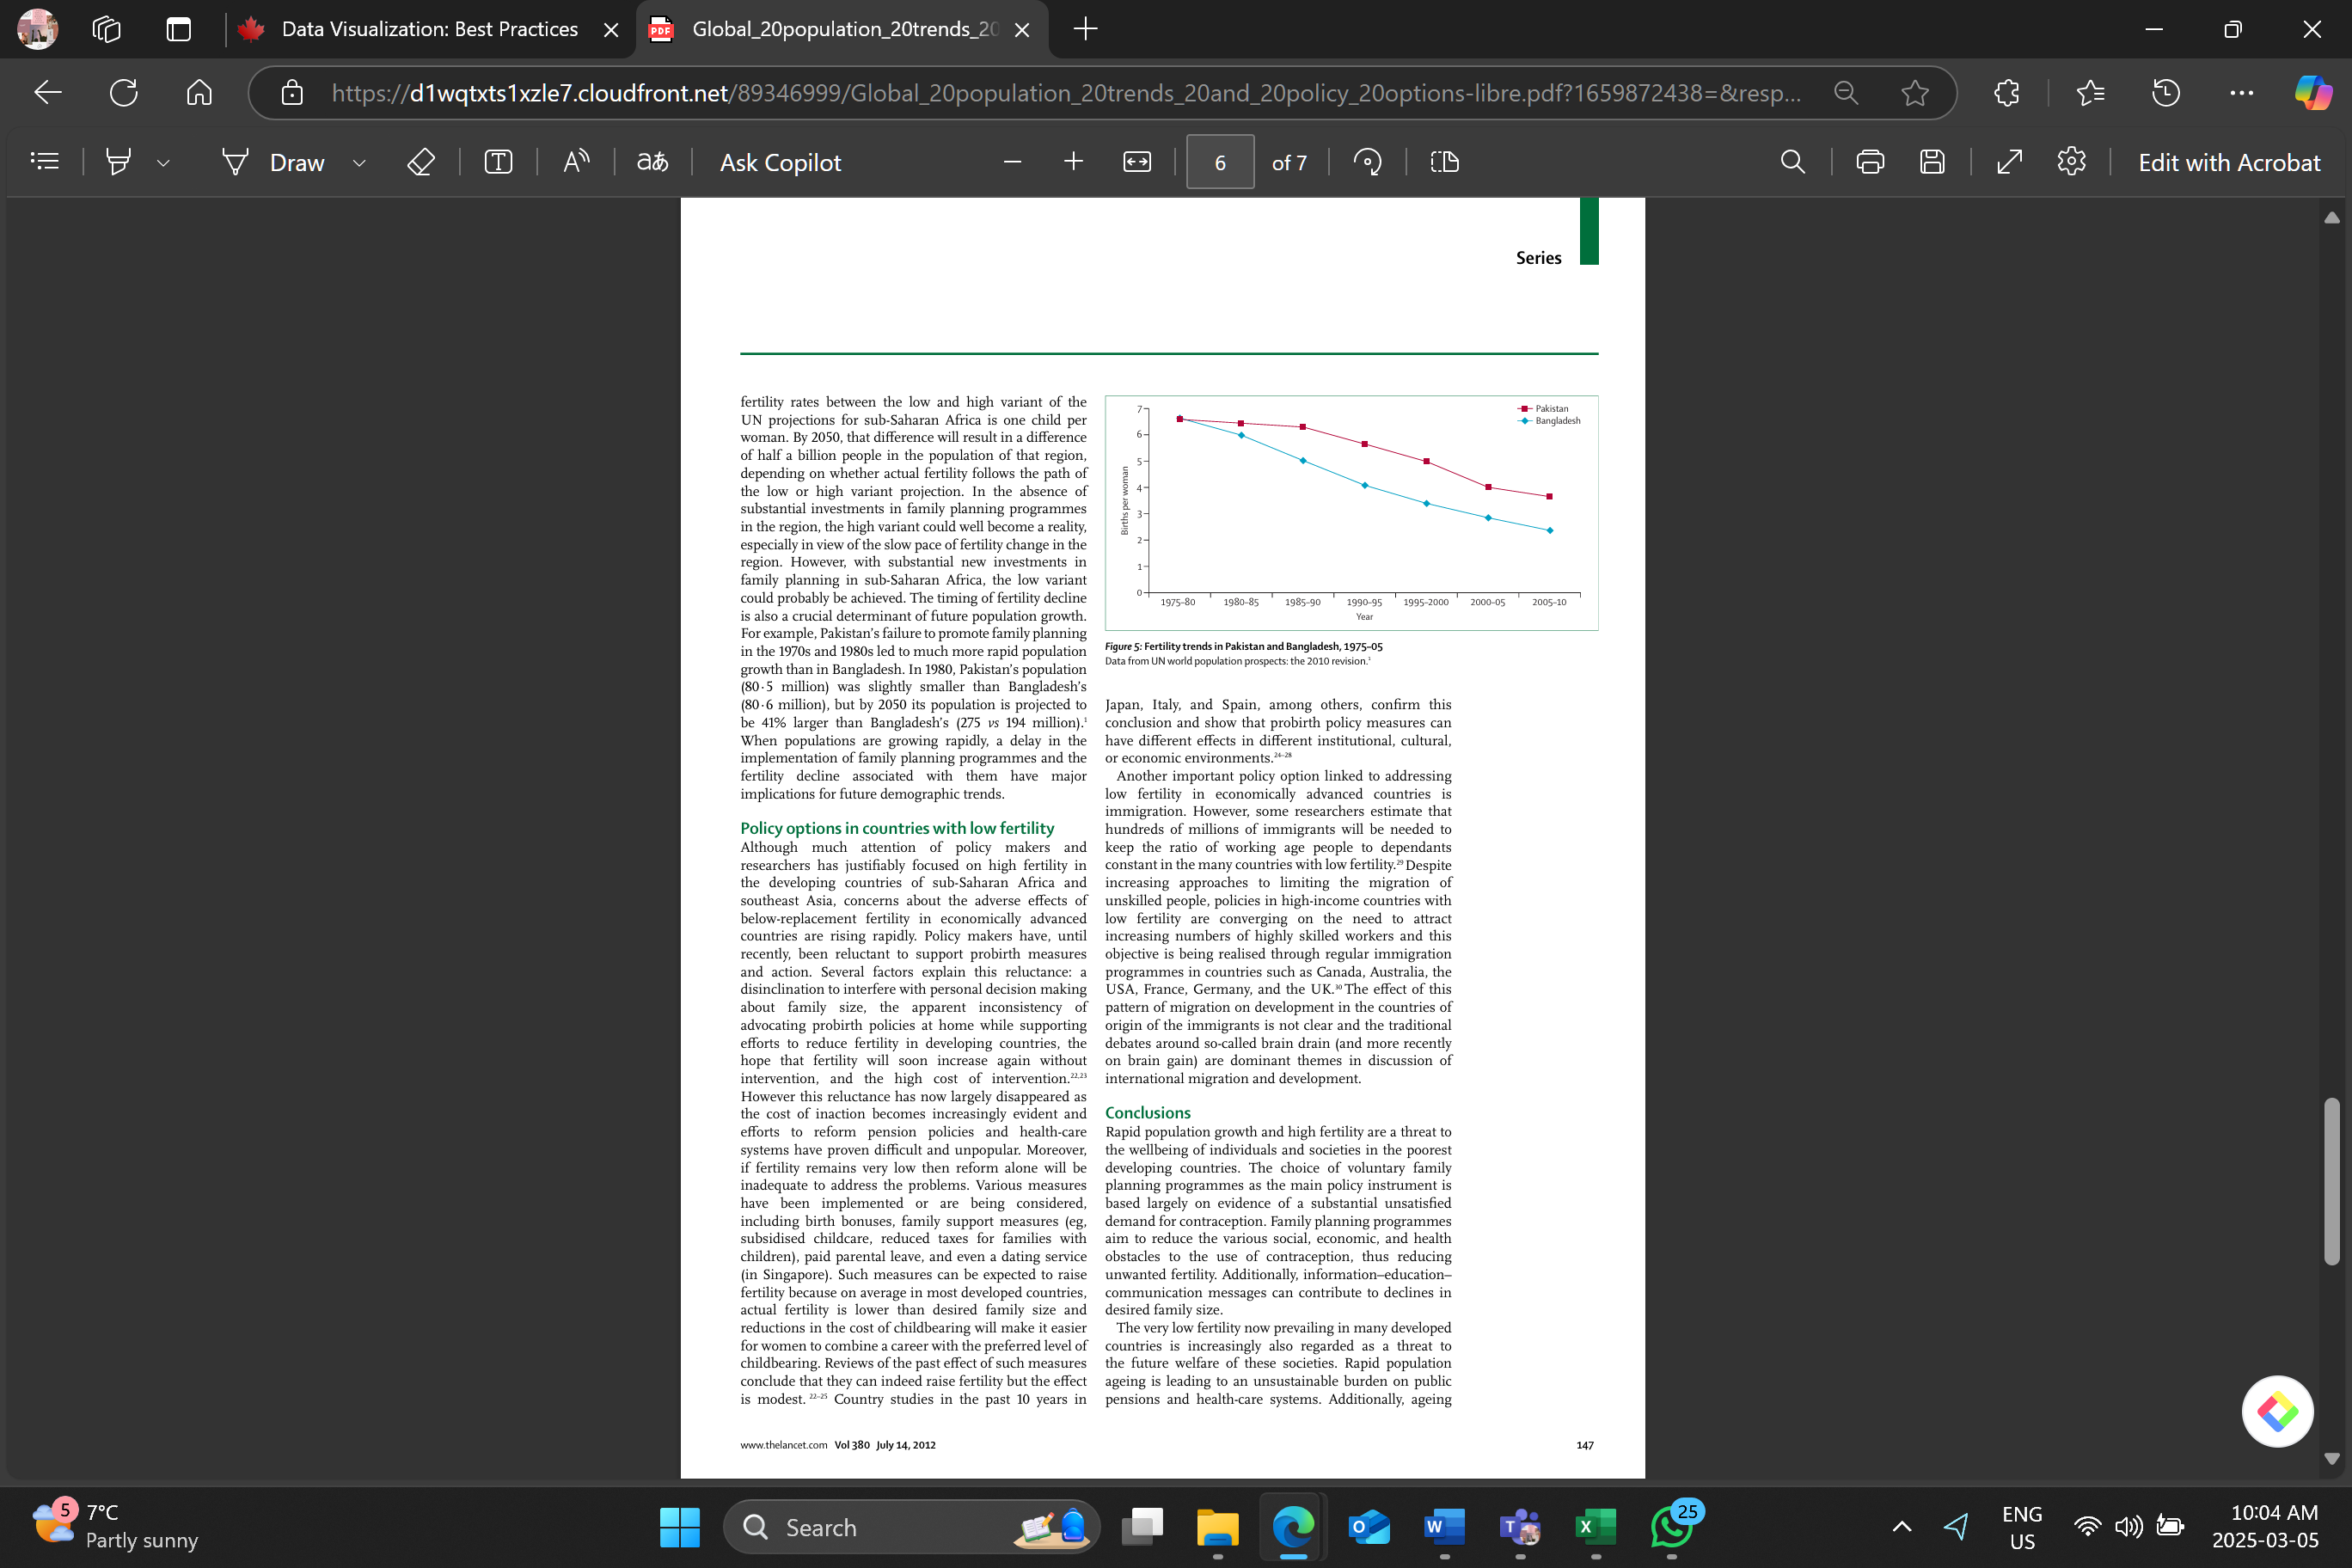 Data Visualization: Best Practices
PDF
Global_20population_20trends_20
https://d1wqtxts1xzle7.cloudfront.net/89346999/Global_20population_20trends_20and_20policy_20options-libre.pdf?1659872438=&resp...
Draw
T
aあ
Ask Copilot
6
of 7
Edit with Acrobat
Series
fertility rates between the low and high variant of the
UN projections for sub-Saharan Africa is one child per
woman. By 2050, that difference will result in a difference
of half a billion people in the population of that region,
depending on whether actual fertility follows the path of
the low or high variant projection. In the absence of
substantial investments in family planning programmes
in the region, the high variant could well become a reality,
especially in view of the slow pace of fertility change in the
region. However, with substantial new investments in
family planning in sub-Saharan Africa, the low variant
could probably be achieved. The timing of fertility decline
is also a crucial determinant of future population growth.
For example, Pakistan's failure to promote family planning
in the 1970s and 1980s led to much more rapid population
growth than in Bangladesh. In 1980, Pakistan's population
(80·5 million) was slightly smaller than Bangladesh's
(80·6 million), but by 2050 its population is projected to
be 41% larger than Bangladesh's (275 vs 194 million).¹
When populations are growing rapidly, a delay in the
implementation of family planning programmes and the
fertility decline associated with them have major
implications for future demographic trends.
Policy options in countries with low fertility
Although much attention of policy makers and
researchers has justifiably focused on high fertility in
the developing countries of sub-Saharan Africa and
southeast Asia, concerns about the adverse effects of
below-replacement fertility in economically advanced
countries are rising rapidly. Policy makers have, until
recently, been reluctant to support probirth measures
and action. Several factors explain this reluctance: a
disinclination to interfere with personal decision making
about family size, the apparent inconsistency of
advocating probirth policies at home while supporting
efforts to reduce fertility in developing countries, the
hope that fertility will soon increase again without
intervention, and the high cost of intervention.²²,²³
However this reluctance has now largely disappeared as
the cost of inaction becomes increasingly evident and
efforts to reform pension policies and health-care
systems have proven difficult and unpopular. Moreover,
if fertility remains very low then reform alone will be
inadequate to address the problems. Various measures
have been implemented or are being considered,
including birth bonuses, family support measures (eg,
subsidised childcare, reduced taxes for families with
children), paid parental leave, and even a dating service
(in Singapore). Such measures can be expected to raise
fertility because on average in most developed countries,
actual fertility is lower than desired family size and
reductions in the cost of childbearing will make it easier
for women to combine a career with the preferred level of
childbearing. Reviews of the past effect of such measures
conclude that they can indeed raise fertility but the effect
is modest. ²²⁻²⁵ Country studies in the past 10 years in
7
6
5
4
3
2
1
0
Births per woman
Pakistan
Bangladesh
1975–80 1980–85 1985–90 1990–95 1995–2000 2000–05 2005–10
Year
Figure 5: Fertility trends in Pakistan and Bangladesh, 1975–05
Data from UN world population prospects: the 2010 revision.
Japan, Italy, and Spain, among others, confirm this
conclusion and show that probirth policy measures can
have different effects in different institutional, cultural,
or economic environments.²⁴⁻²⁸
Another important policy option linked to addressing
low fertility in economically advanced countries is
immigration. However, some researchers estimate that
hundreds of millions of immigrants will be needed to
keep the ratio of working age people to dependants
constant in the many countries with low fertility.²⁹ Despite
increasing approaches to limiting the migration of
unskilled people, policies in high-income countries with
low fertility are converging on the need to attract
increasing numbers of highly skilled workers and this
objective is being realised through regular immigration
programmes in countries such as Canada, Australia, the
USA, France, Germany, and the UK.³⁰ The effect of this
pattern of migration on development in the countries of
origin of the immigrants is not clear and the traditional
debates around so-called brain drain (and more recently
on brain gain) are dominant themes in discussion of
international migration and development.
Conclusions
Rapid population growth and high fertility are a threat to
the wellbeing of individuals and societies in the poorest
developing countries. The choice of voluntary family
planning programmes as the main policy instrument is
based largely on evidence of a substantial unsatisfied
demand for contraception. Family planning programmes
aim to reduce the various social, economic, and health
obstacles to the use of contraception, thus reducing
unwanted fertility. Additionally, information–education–
communication messages can contribute to declines in
desired family size.
The very low fertility now prevailing in many developed
countries is increasingly also regarded as a threat to
the future welfare of these societies. Rapid population
ageing is leading to an unsustainable burden on public
pensions and health-care systems. Additionally, ageing
www.thelancet.com Vol 380 July 14, 2012
147
5
7°C
Partly sunny
Search
25
ENG
US
10:04 AM
2025-03-05